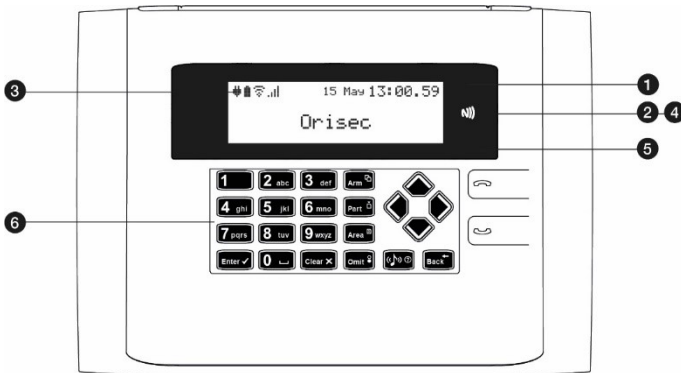 15 May 13:00.59
Orisec
N
1
2 abc
3 def
Arm
4 ghi
5 jkl
6 mno
Part
7 pqrs
8 tuv
9 wxyz
Area
Enter
0
Clear
Omit
Back
1
2
3
4
5
6